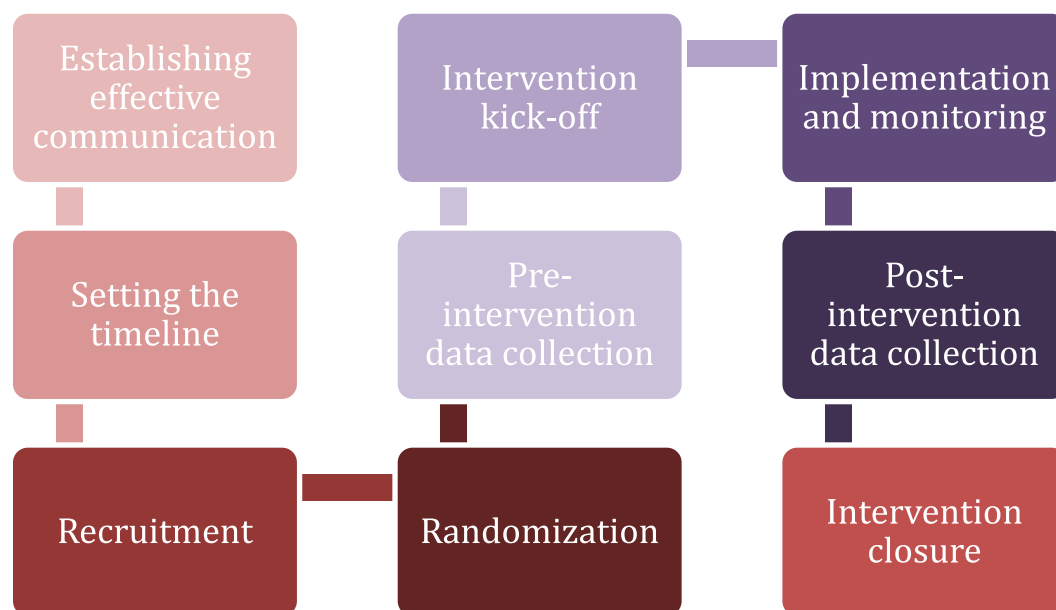 Establishing
effective
communication
Setting the
timeline
Recruitment
Randomization
Pre-
intervention
data collection
Intervention
kick-off
Implementation
and monitoring
Post-
intervention
data collection
Intervention
closure